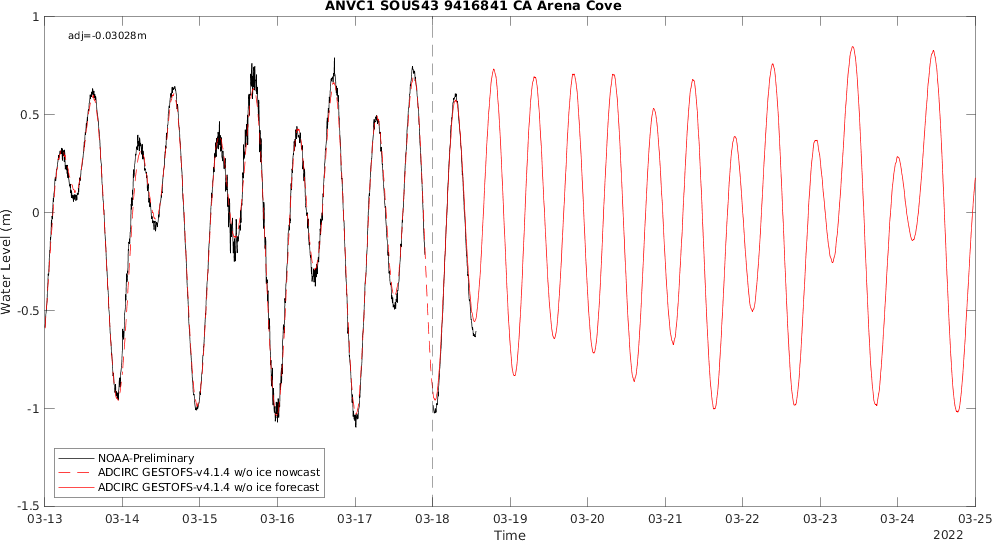 ANVC1 SOUS43 9416841 CA Arena Cove
adj=-0.03028m
1
0.5
0
-0.5
-1
-1.5
Water Level (m)
NOAA-Preliminary
ADCIRC GESTOFS-v4.1.4 w/o ice nowcast
ADCIRC GESTOFS-v4.1.4 w/o ice forecast
03-13 03-14 03-15 03-16 03-17 03-18 03-19 03-20 03-21 03-22 03-23 03-24 03-25
Time
2022